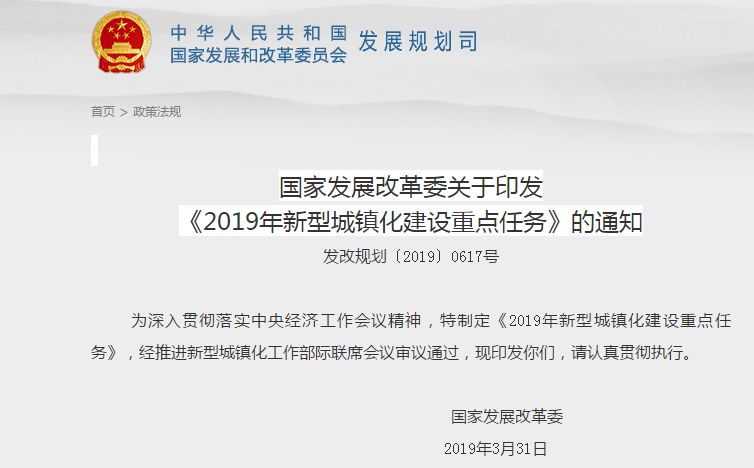 中华人民共和国
国家发展和改革委员会 发展规划司
首页 > 政策法规
国家发展改革委关于印发
《2019年新型城镇化建设重点任务》的通知
发改规划〔2019〕0617号
为深入贯彻落实中央经济工作会议精神，特制定《2019年新型城镇化建设重点任
务》，经推进新型城镇化工作部际联席会议审议通过，现印发你们，请认真贯彻执行。
国家发展改革委
2019年3月31日